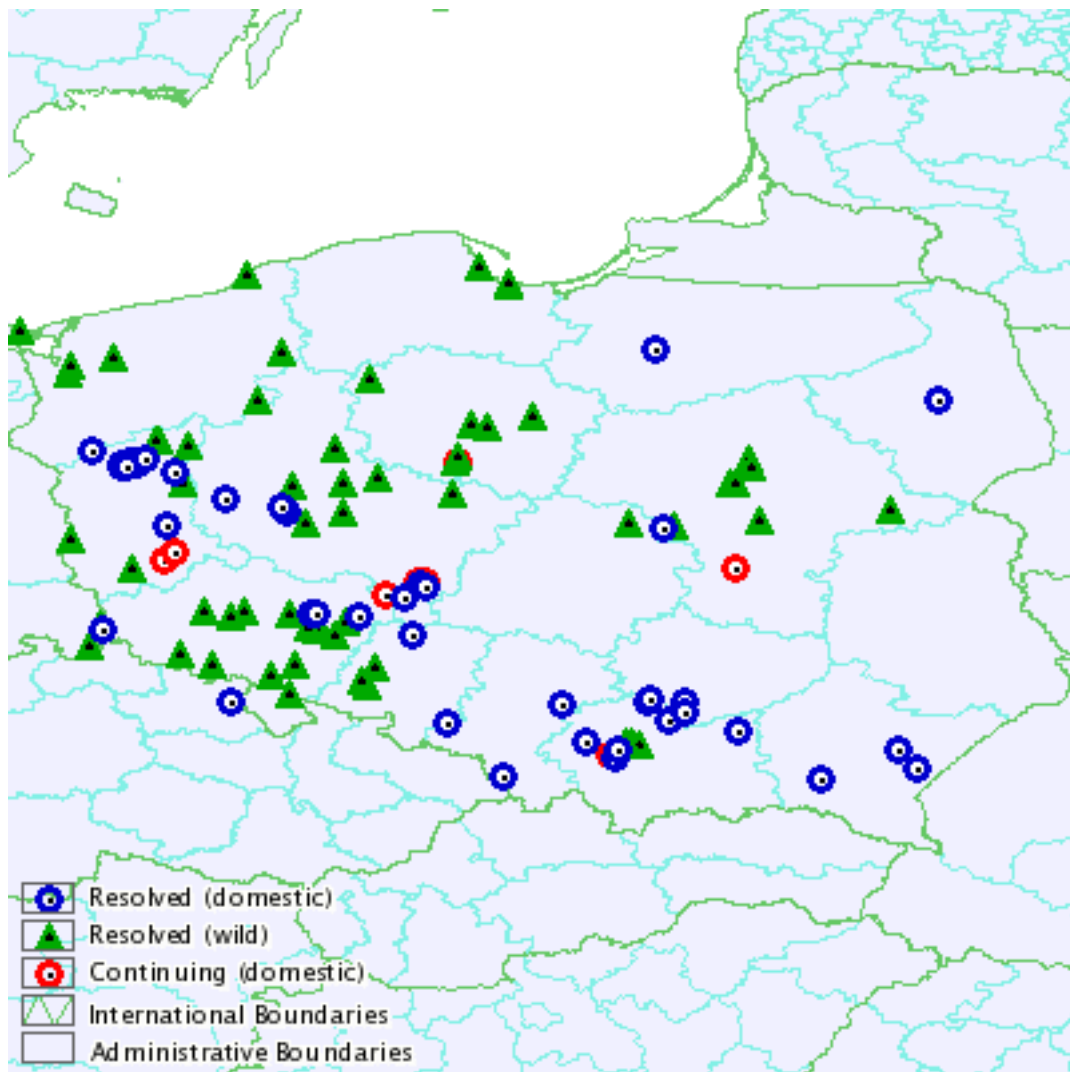 Resolved (domestic)
Resolved (wild)
Continuing (domestic)
International Boundaries
Administrative Boundaries